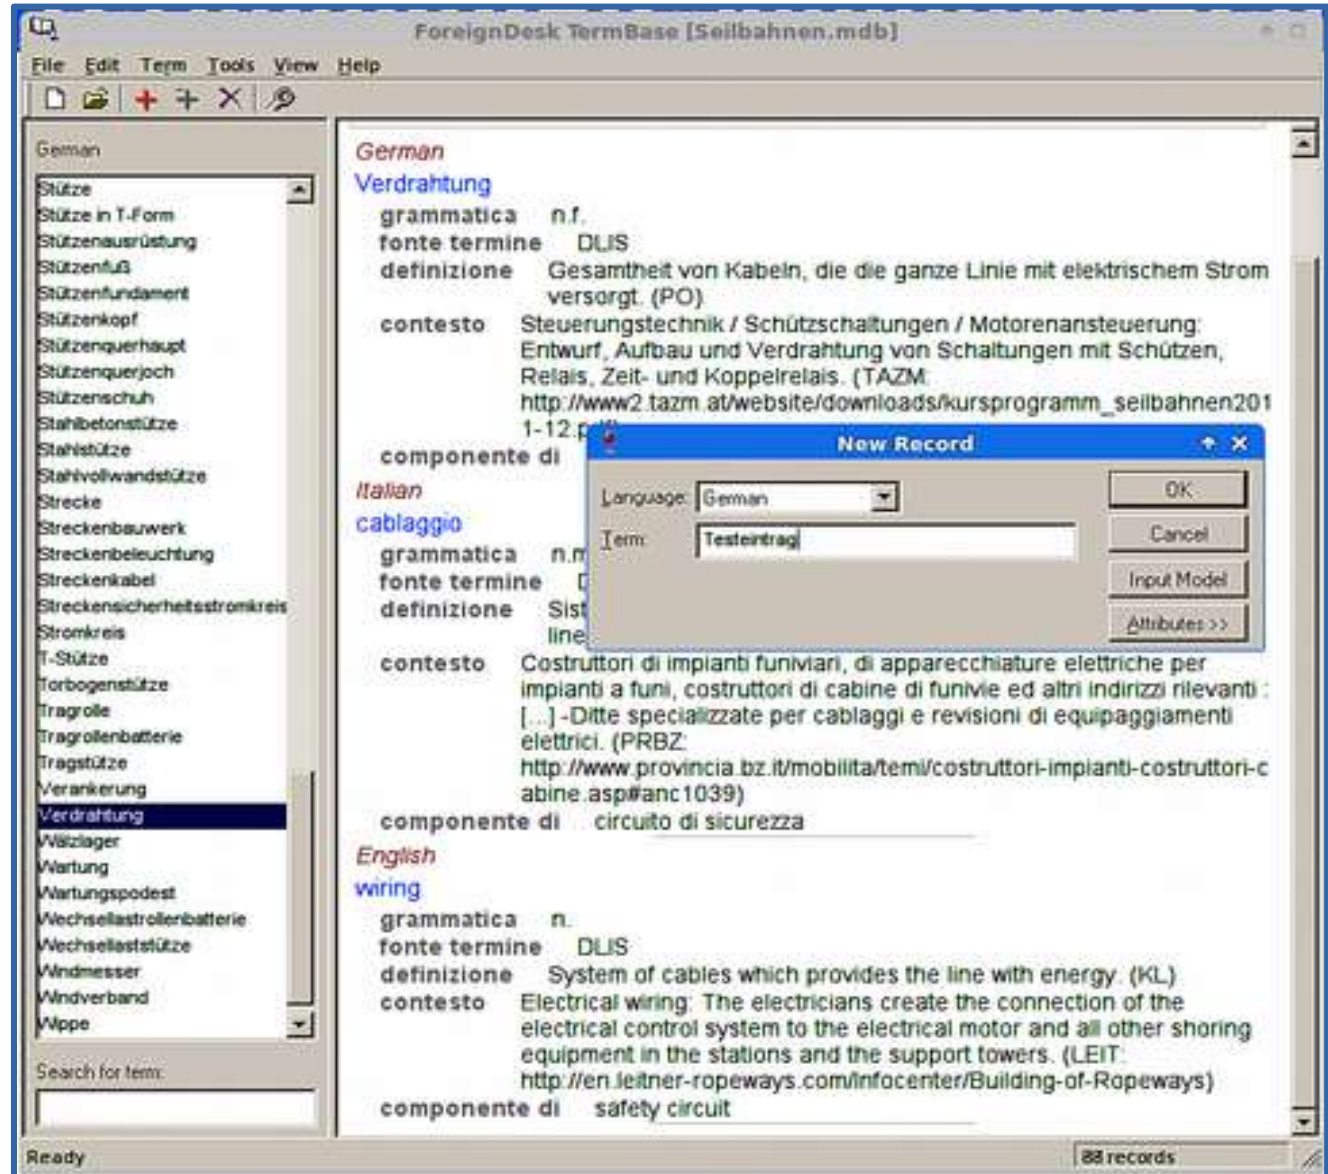 ForeignDesk TermBase [Seilbahnen.mdb]
File Edit Term Tools View Help
German
Stütze
Stütze in T-Form
Stützenausrüstung
Stützenfuß
Stützenfundament
Stützenkopf
Stützenquerhaupt
Stützenquerjoch
Stützenschuh
Stahlbetonstütze
Stahlstütze
Stahlvollwandstütze
Strecke
Streckenbauwerk
Streckenbeleuchtung
Streckenkabel
Streckensicherheitsstromkreis
Stromkreis
T-Stütze
Torbogenstütze
Tragrolle
Tragrollenbatterie
Tragstütze
Verankerung
Verdrahtung
Wälzlager
Wartung
Wartungspodest
Wechsellastrollenbatterie
Wechsellaststütze
Windmesser
Windverband
Wippe
Search for term:
German
Verdrahtung
grammatica n.f.
fonte termine DLIS
definizione Gesamtheit von Kabeln, die die ganze Linie mit elektrischem Strom
versorgt. (PO)
contesto Steuerungstechnik / Schützschaltungen / Motorenansteuerung:
Entwurf, Aufbau und Verdrahtung von Schaltungen mit Schützen,
Relais, Zeit- und Koppelrelais. (TAZM:
http://www2.tazm.at/website/downloads/kursprogramm_seilbahnen201
1-12.pdf)
componente di
Italian
cablaggio
grammatica n.m
fonte termine D
definizione Sist
line
contesto Costruttori di impianti funiviari, di apparecchiature elettriche per
impianti a funi, costruttori di cabine di funivie ed altri indirizzi rilevanti :
[...] -Ditte specializzate per cablaggi e revisioni di equipaggiamenti
elettrici. (PRBZ:
http://www.provincia.bz.it/mobilita/temi/costruttori-impianti-costruttori-c
abine.asp#anc1039)
componente di circuito di sicurezza
English
wiring
grammatica n.
fonte termine DLIS
definizione System of cables which provides the line with energy. (KL)
contesto Electrical wiring: The electricians create the connection of the
electrical control system to the electrical motor and all other shoring
equipment in the stations and the support towers. (LEIT:
http://en.leitner-ropeways.com/Infocenter/Building-of-Ropeways)
componente di safety circuit
New Record
Language: German
Term: Testeintrag
OK
Cancel
Input Model
Attributes >>
Ready
88 records